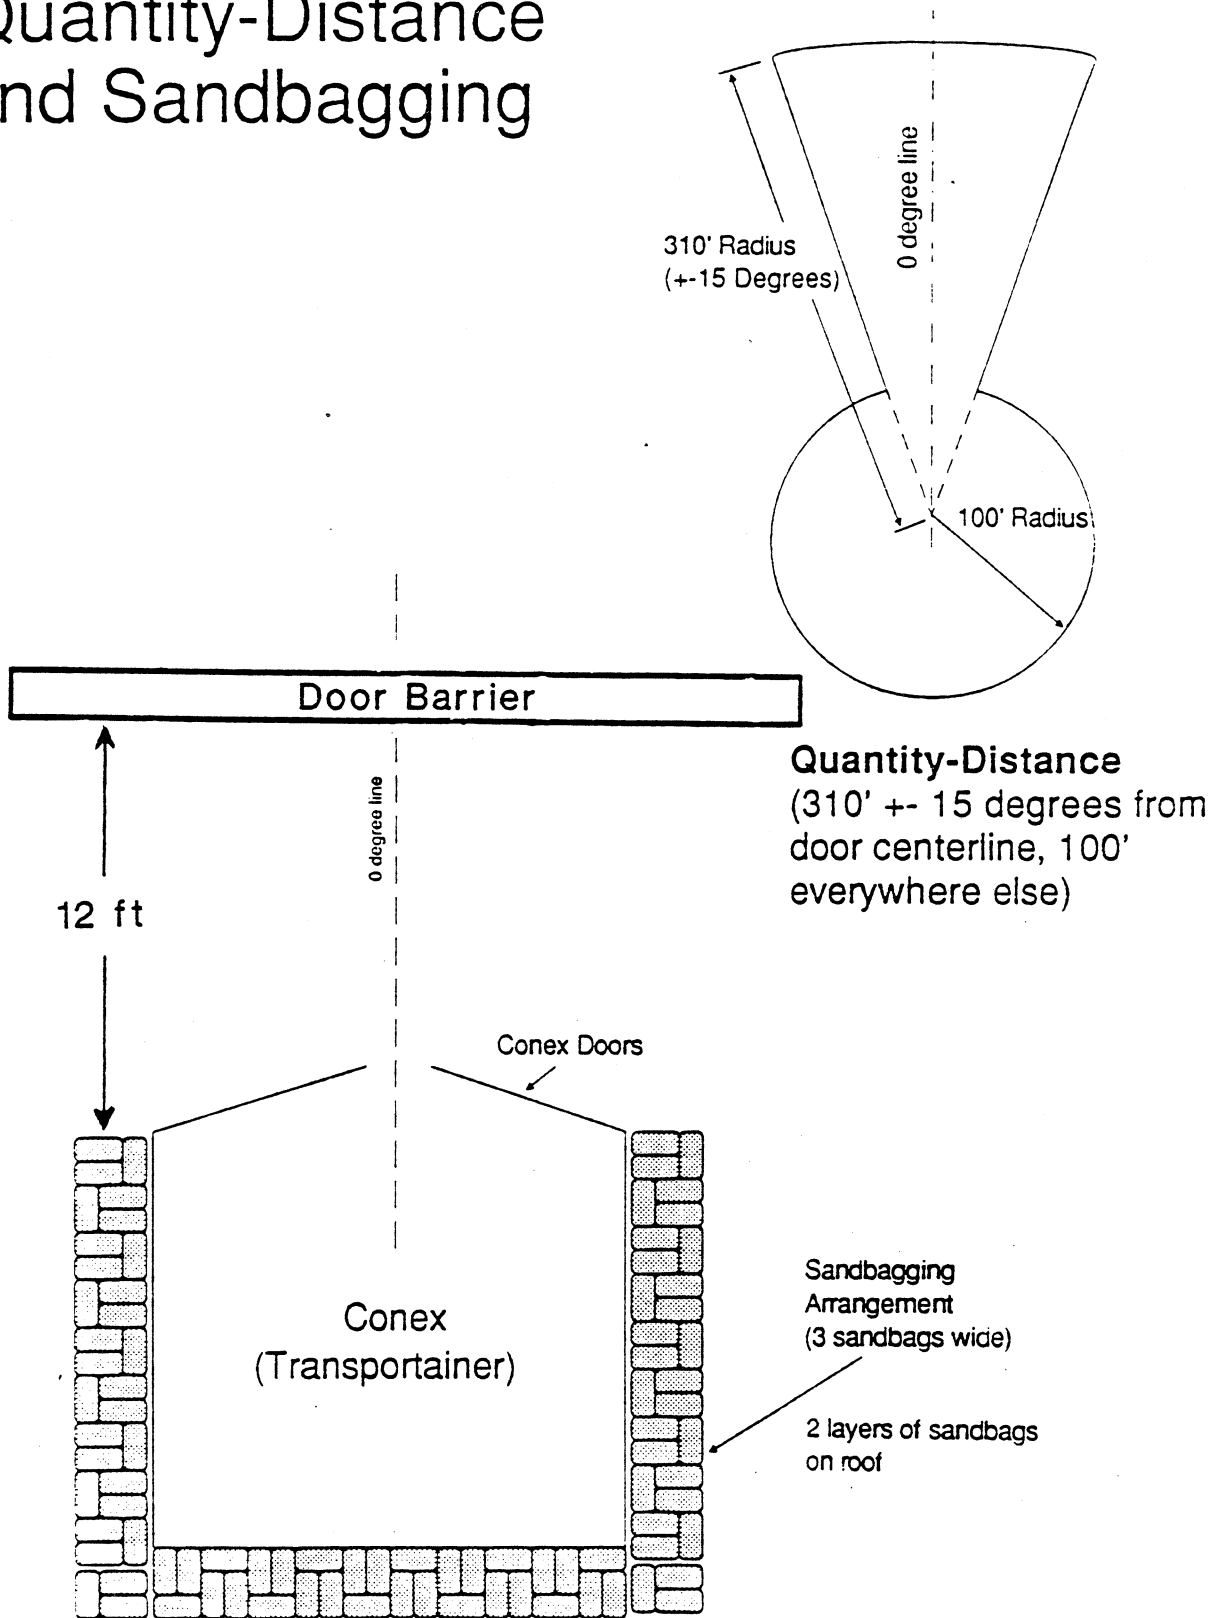 Quantity-Distance
nd Sandbagging
0 degree line
310' Radius
(+-15 Degrees)
100' Radius
Door Barrier
Quantity-Distance
(310' +- 15 degrees from
door centerline, 100'
everywhere else)
0 degree line
12 ft
Conex Doors
Conex
(Transportainer)
Sandbagging
Arrangement
(3 sandbags wide)
2 layers of sandbags
on roof